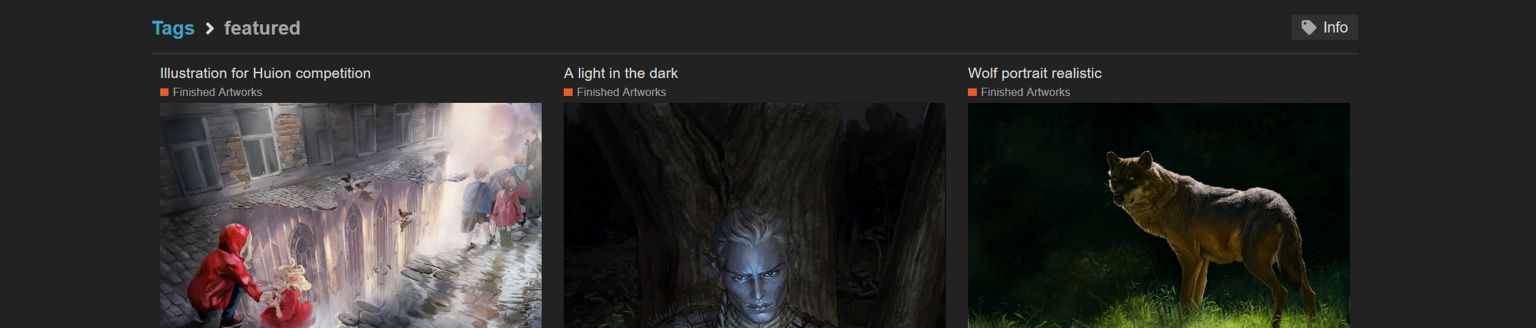 Tags > featured
Info
Illustration for Huion competition
Finished Artworks
A light in the dark
Finished Artworks
Wolf portrait realistic
Finished Artworks